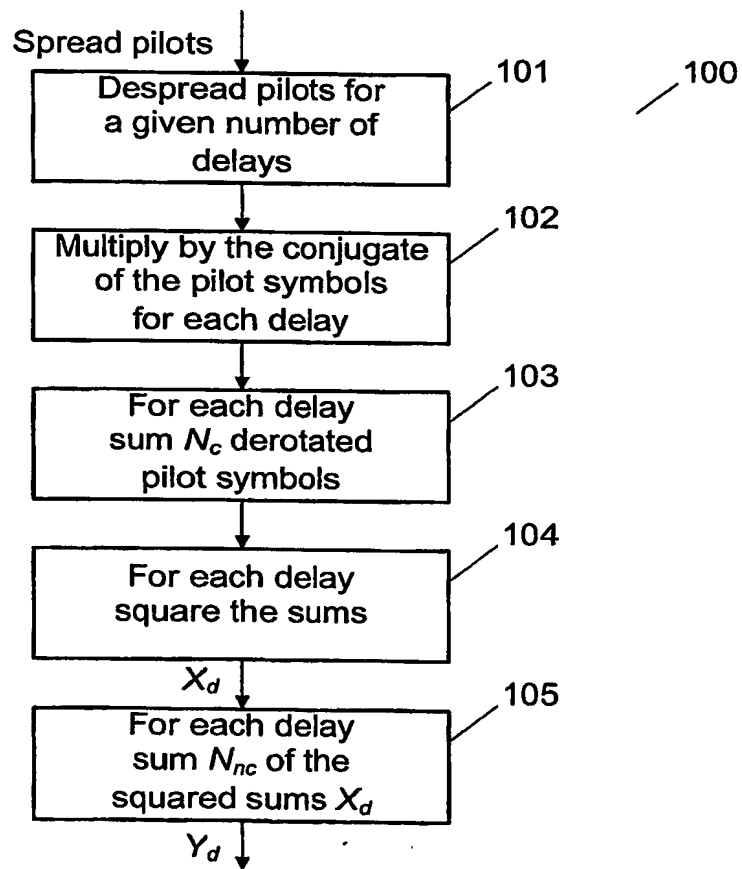 Spread pilots
101
100
Despread pilots for
a given number of
delays
102
Multiply by the conjugate
of the pilot symbols
for each delay
103
For each delay
sum Nc derotated
pilot symbols
104
For each delay
square the sums
Xd
105
For each delay
sum Nnc of the
squared sums Xd
Yd